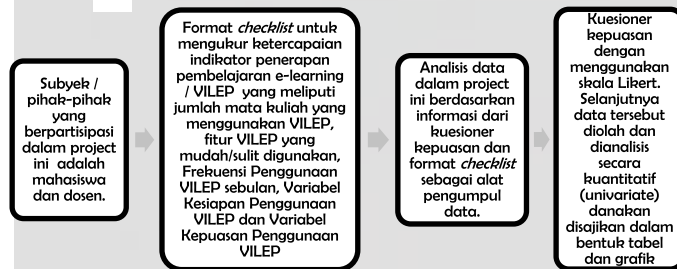 Subyek /
pihak-pihak
yang
berpartisipasi
dalam project
ini adalah
mahasiswa
dan dosen.
Format checklist untuk
mengukur ketercapaian
indikator penerapan
pembelajaran e-learning
/ VILEP yang meliputi
jumlah mata kuliah yang
menggunakan VILEP,
fitur VILEP yang
mudah/sulit digunakan,
Frekuensi Penggunaan
VILEP sebulan, Variabel
Kesiapan Penggunaan
VILEP dan Variabel
Kepuasan Penggunaan
VILEP
Analisis data
dalam project
ini berdasarkan
informasi dari
kuesioner
kepuasan dan
format checklist
sebagai alat
pengumpul
data.
Kuesioner
kepuasan
dengan
menggunakan
skala Likert.
Selanjutnya
data tersebut
diolah dan
dianalisis
secara
kuantitatif
(univariate)
danakan
disajikan dalam
bentuk tabel
dan grafik